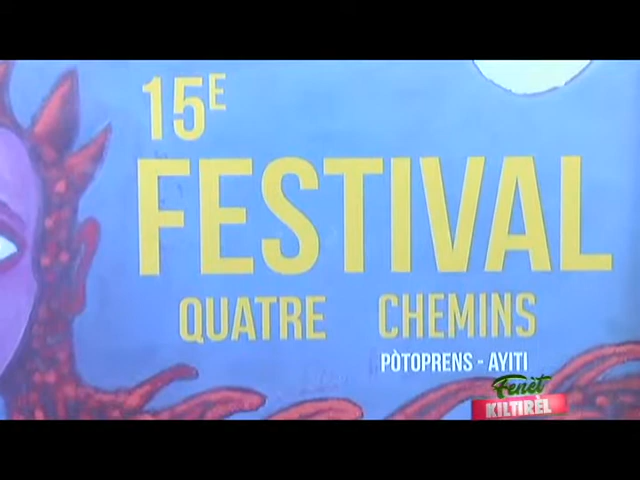 15E
FESTIVAL
QUATRE CHEMINS
PÒTOPRENS - AYITI
Fenèt
KILTIRÈL